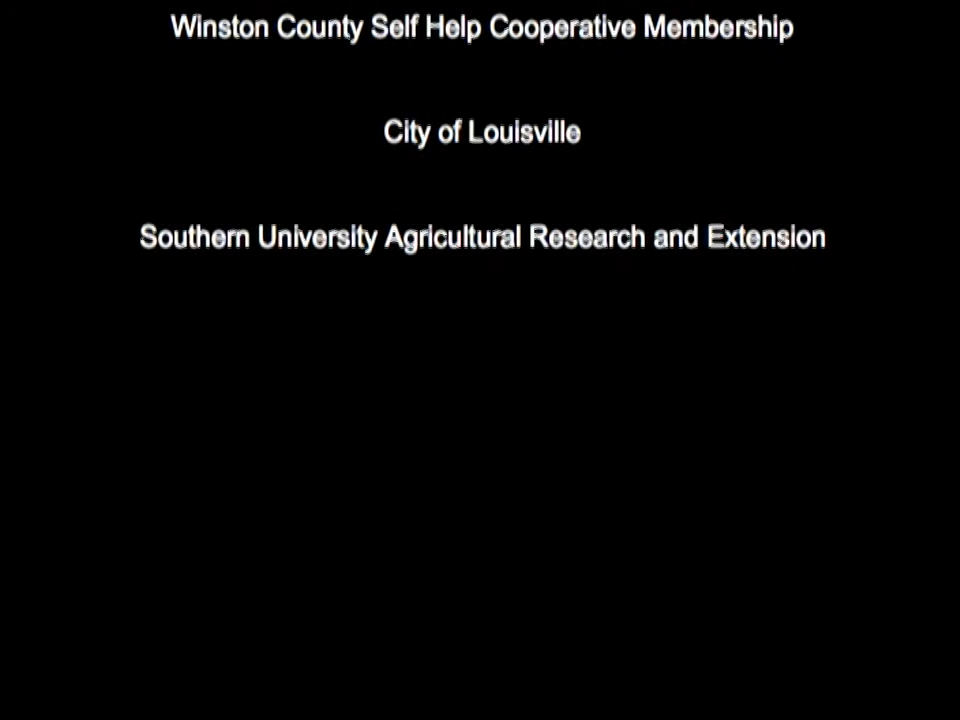 Winston County Self Help Cooperative Membership
City of Louisville
Southern University Agricultural Research and Extension